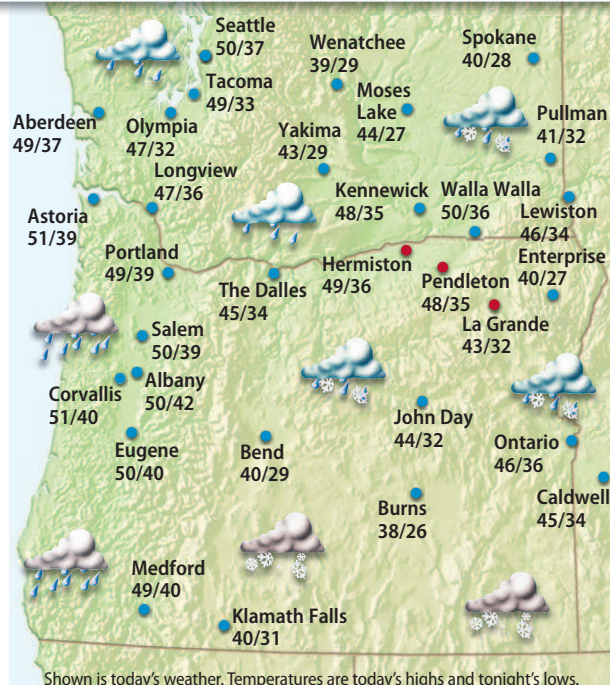 Seattle
50/37
Wenatchee
39/29
Spokane
40/28
Tacoma
49/33
Moses
Lake
44/27
Pullman
41/32
Aberdeen
49/37
Olympia
47/32
Yakima
43/29
Longview
47/36
Kennewick
48/35
Walla Walla
50/36
Lewiston
46/34
Astoria
51/39
Portland
49/39
The Dalles
45/34
Hermiston
49/36
Pendleton
48/35
Enterprise
40/27
La Grande
43/32
Salem
50/39
Albany
50/42
Corvallis
51/40
Eugene
50/40
Bend
40/29
John Day
44/32
Ontario
46/36
Caldwell
45/34
Burns
38/26
Medford
49/40
Klamath Falls
40/31
Shown is today's weather. Temperatures are today's highs and tonight's lows.